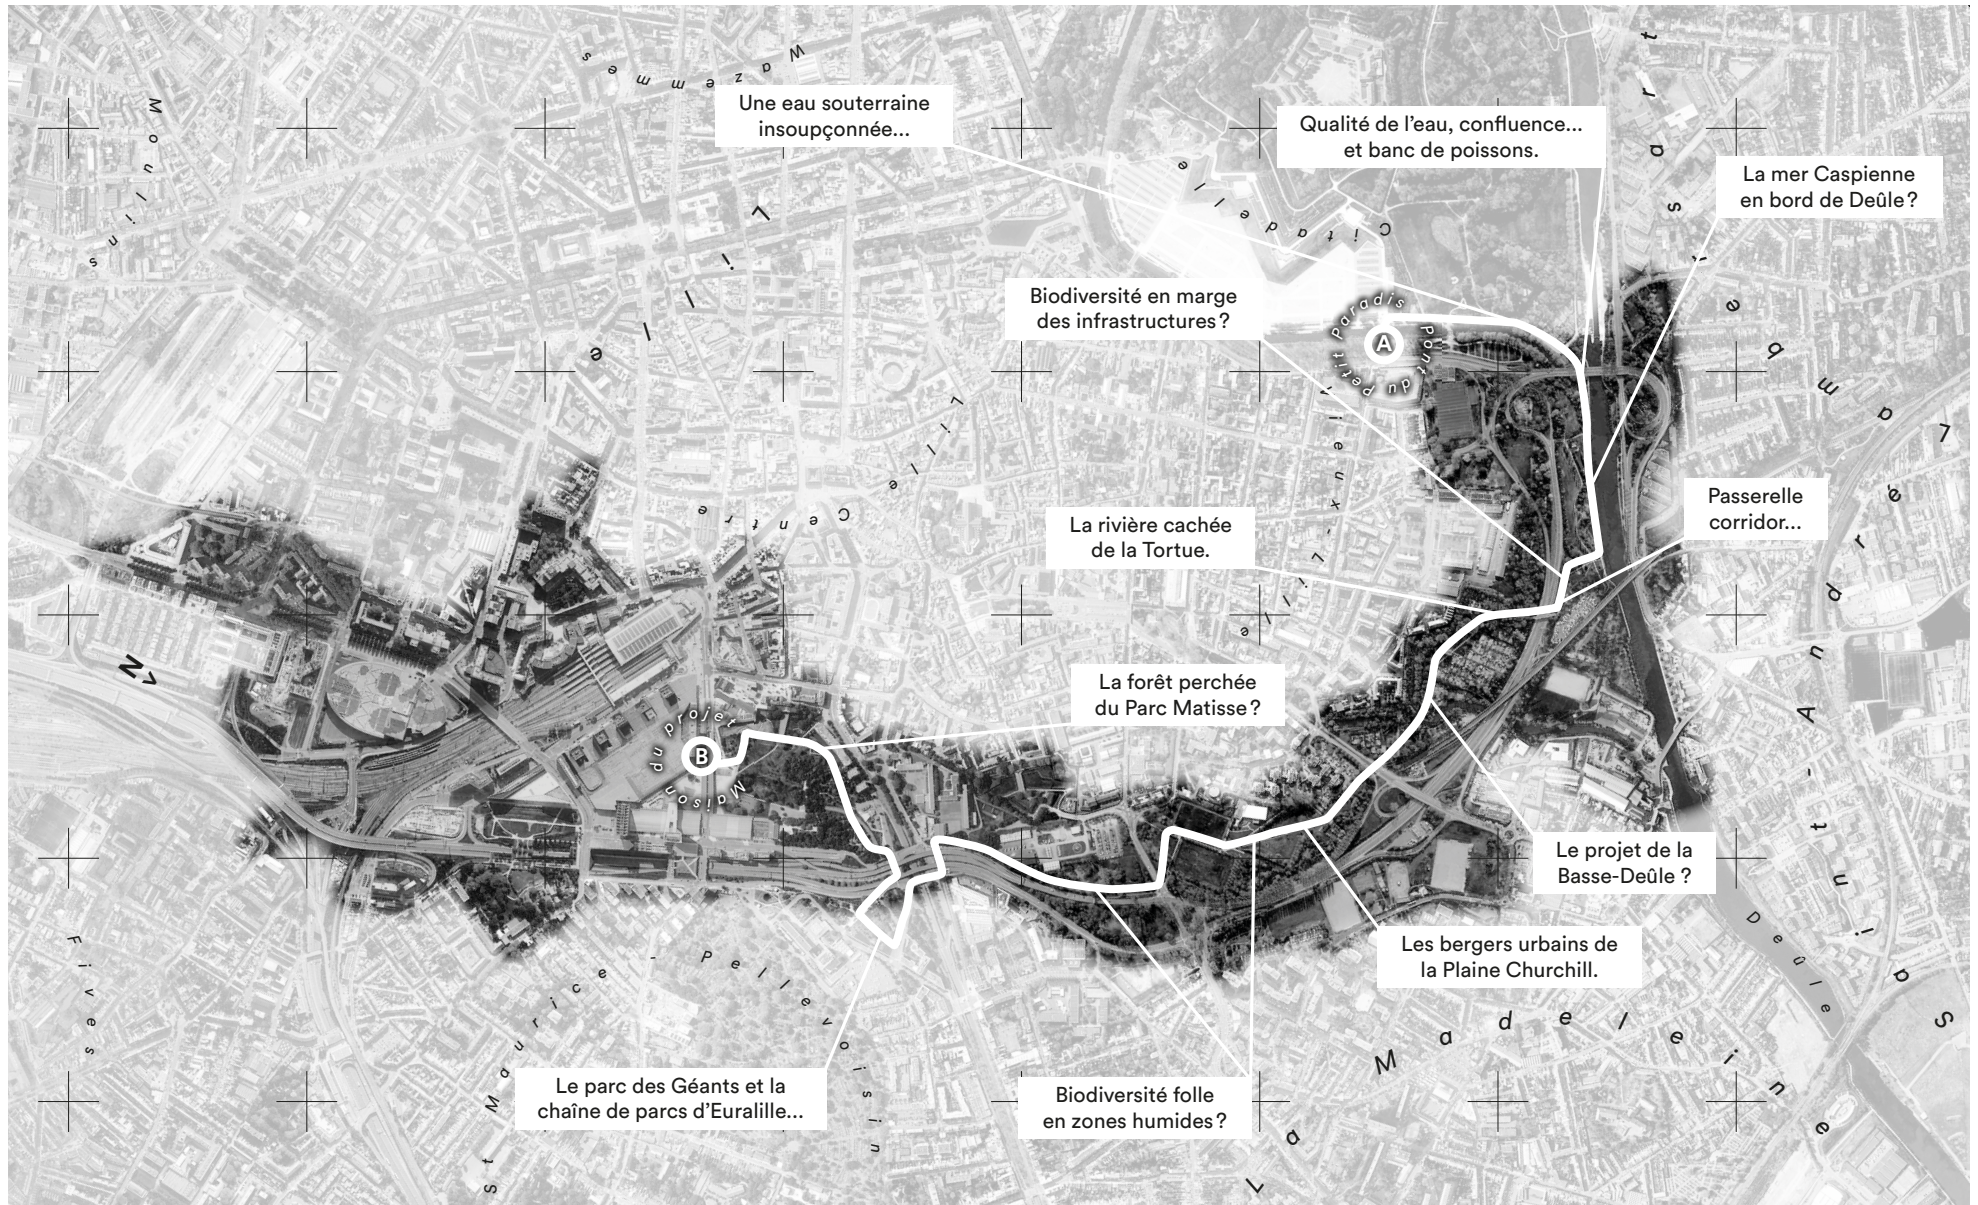 Wazemmes
Moulins
Une eau souterraine
insoupçonnée...
Qualité de l’eau, confluence...
et banc de poissons.
La mer Caspienne
en bord de Deûle ?
Lambersart
Citadelle
Lille
Biodiversité en marge
des infrastructures ?
Pont du petit Paradis
A
Vieux-Lille
Lille Centre
Passerelle
corridor...
La rivière cachée
de la Tortue.
N
La forêt perchée
du Parc Matisse ?
Maison du projet
B
St-André
Le projet de la
Basse-Deûle ?
Les bergers urbains de
la Plaine Churchill.
Deûle
Fives
St Maurice - Pellevoisin
Le parc des Géants et la
chaîne de parcs d’Euralille...
Biodiversité folle
en zones humides ?
La Madeleine